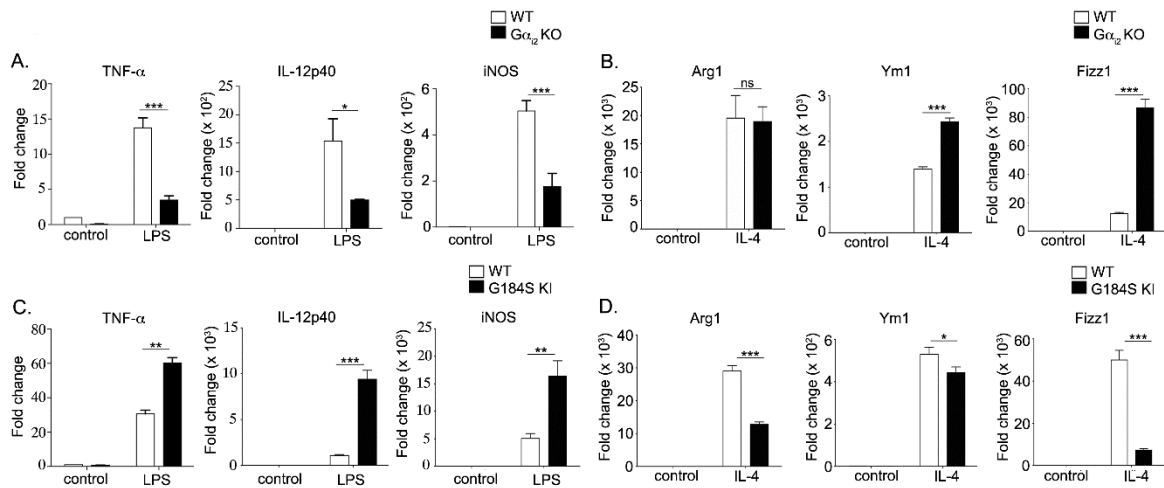 WT
Gαi2 KO
A.
TNF-α
Fold change
20
15
10
5
0
***
control
LPS
IL-12p40
Fold change (x 10²)
25
20
15
10
5
0
*
control
LPS
iNOS
Fold change (x 10²)
6
4
2
0
***
control
LPS
WT
Gαi2 KO
B.
Arg1
Fold change (x 10³)
25
20
15
10
5
0
ns
control
IL-4
Ym1
Fold change (x 10³)
3
2
1
0
***
control
IL-4
Fizz1
Fold change (x 10³)
100
80
60
40
20
0
***
control
IL-4
WT
G184S KI
C.
TNF-α
Fold change
80
60
40
20
0
**
control
LPS
IL-12p40
Fold change (x 10³)
15
10
5
0
***
control
LPS
iNOS
Fold change (x 10³)
25
20
15
10
5
0
**
control
LPS
WT
G184S KI
D.
Arg1
Fold change (x 10³)
40
30
20
10
0
***
control
IL-4
Ym1
Fold change (x 10²)
8
6
4
2
0
*
control
IL-4
Fizz1
Fold change (x 10³)
60
40
20
0
***
control
IL-4